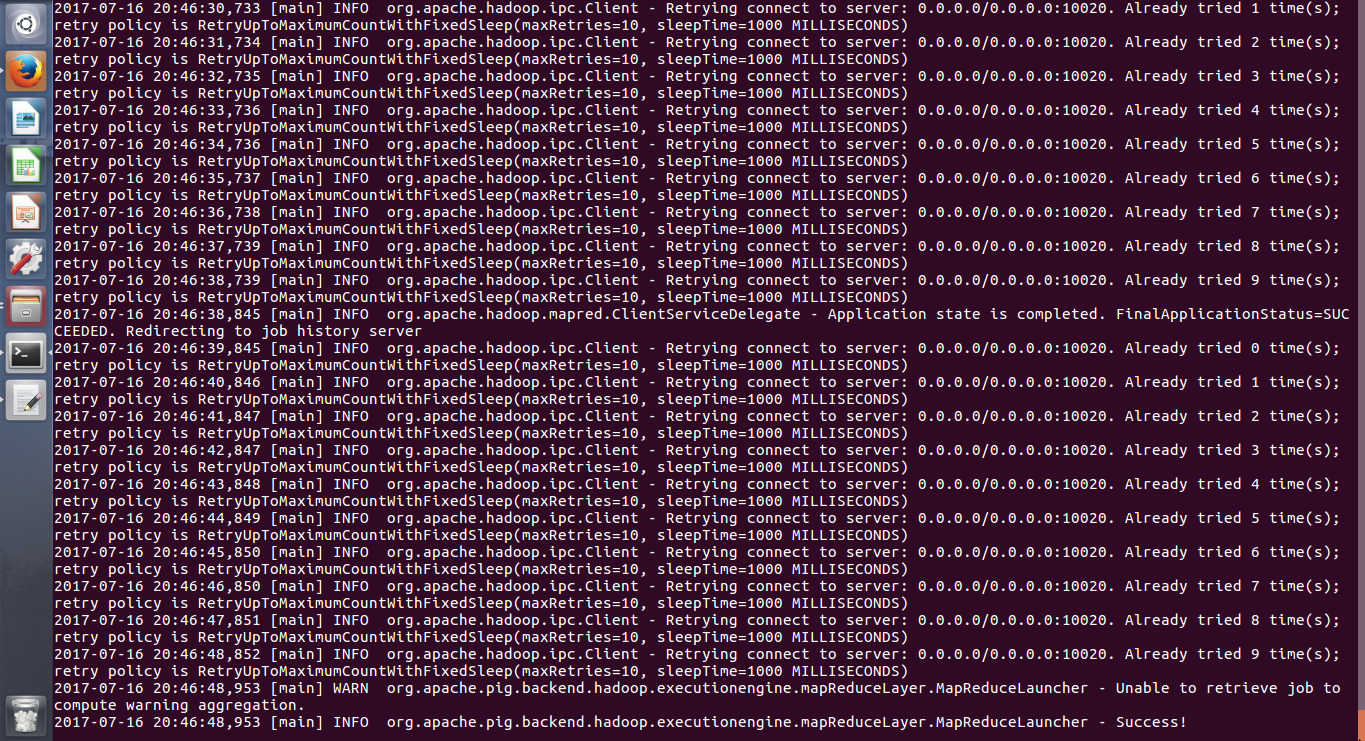 2017-07-16 20:46:30,733 [main] INFO  org.apache.hadoop.ipc.Client - Retrying connect to server: 0.0.0.0/0.0.0.0:10020. Already tried 1 time(s);
retry policy is RetryUpToMaximumCountWithFixedSleep(maxRetries=10, sleepTime=1000 MILLISECONDS)
2017-07-16 20:46:31,734 [main] INFO  org.apache.hadoop.ipc.Client - Retrying connect to server: 0.0.0.0/0.0.0.0:10020. Already tried 2 time(s);
retry policy is RetryUpToMaximumCountWithFixedSleep(maxRetries=10, sleepTime=1000 MILLISECONDS)
2017-07-16 20:46:32,735 [main] INFO  org.apache.hadoop.ipc.Client - Retrying connect to server: 0.0.0.0/0.0.0.0:10020. Already tried 3 time(s);
retry policy is RetryUpToMaximumCountWithFixedSleep(maxRetries=10, sleepTime=1000 MILLISECONDS)
2017-07-16 20:46:33,736 [main] INFO  org.apache.hadoop.ipc.Client - Retrying connect to server: 0.0.0.0/0.0.0.0:10020. Already tried 4 time(s);
retry policy is RetryUpToMaximumCountWithFixedSleep(maxRetries=10, sleepTime=1000 MILLISECONDS)
2017-07-16 20:46:34,736 [main] INFO  org.apache.hadoop.ipc.Client - Retrying connect to server: 0.0.0.0/0.0.0.0:10020. Already tried 5 time(s);
retry policy is RetryUpToMaximumCountWithFixedSleep(maxRetries=10, sleepTime=1000 MILLISECONDS)
2017-07-16 20:46:35,737 [main] INFO  org.apache.hadoop.ipc.Client - Retrying connect to server: 0.0.0.0/0.0.0.0:10020. Already tried 6 time(s);
retry policy is RetryUpToMaximumCountWithFixedSleep(maxRetries=10, sleepTime=1000 MILLISECONDS)
2017-07-16 20:46:36,738 [main] INFO  org.apache.hadoop.ipc.Client - Retrying connect to server: 0.0.0.0/0.0.0.0:10020. Already tried 7 time(s);
retry policy is RetryUpToMaximumCountWithFixedSleep(maxRetries=10, sleepTime=1000 MILLISECONDS)
2017-07-16 20:46:37,739 [main] INFO  org.apache.hadoop.ipc.Client - Retrying connect to server: 0.0.0.0/0.0.0.0:10020. Already tried 8 time(s);
retry policy is RetryUpToMaximumCountWithFixedSleep(maxRetries=10, sleepTime=1000 MILLISECONDS)
2017-07-16 20:46:38,739 [main] INFO  org.apache.hadoop.ipc.Client - Retrying connect to server: 0.0.0.0/0.0.0.0:10020. Already tried 9 time(s);
retry policy is RetryUpToMaximumCountWithFixedSleep(maxRetries=10, sleepTime=1000 MILLISECONDS)
2017-07-16 20:46:38,845 [main] INFO  org.apache.hadoop.mapred.ClientServiceDelegate - Application state is completed. FinalApplicationStatus=SUC
CEEDED. Redirecting to job history server
2017-07-16 20:46:39,845 [main] INFO  org.apache.hadoop.ipc.Client - Retrying connect to server: 0.0.0.0/0.0.0.0:10020. Already tried 0 time(s);
retry policy is RetryUpToMaximumCountWithFixedSleep(maxRetries=10, sleepTime=1000 MILLISECONDS)
2017-07-16 20:46:40,846 [main] INFO  org.apache.hadoop.ipc.Client - Retrying connect to server: 0.0.0.0/0.0.0.0:10020. Already tried 1 time(s);
retry policy is RetryUpToMaximumCountWithFixedSleep(maxRetries=10, sleepTime=1000 MILLISECONDS)
2017-07-16 20:46:41,847 [main] INFO  org.apache.hadoop.ipc.Client - Retrying connect to server: 0.0.0.0/0.0.0.0:10020. Already tried 2 time(s);
retry policy is RetryUpToMaximumCountWithFixedSleep(maxRetries=10, sleepTime=1000 MILLISECONDS)
2017-07-16 20:46:42,847 [main] INFO  org.apache.hadoop.ipc.Client - Retrying connect to server: 0.0.0.0/0.0.0.0:10020. Already tried 3 time(s);
retry policy is RetryUpToMaximumCountWithFixedSleep(maxRetries=10, sleepTime=1000 MILLISECONDS)
2017-07-16 20:46:43,848 [main] INFO  org.apache.hadoop.ipc.Client - Retrying connect to server: 0.0.0.0/0.0.0.0:10020. Already tried 4 time(s);
retry policy is RetryUpToMaximumCountWithFixedSleep(maxRetries=10, sleepTime=1000 MILLISECONDS)
2017-07-16 20:46:44,849 [main] INFO  org.apache.hadoop.ipc.Client - Retrying connect to server: 0.0.0.0/0.0.0.0:10020. Already tried 5 time(s);
retry policy is RetryUpToMaximumCountWithFixedSleep(maxRetries=10, sleepTime=1000 MILLISECONDS)
2017-07-16 20:46:45,850 [main] INFO  org.apache.hadoop.ipc.Client - Retrying connect to server: 0.0.0.0/0.0.0.0:10020. Already tried 6 time(s);
retry policy is RetryUpToMaximumCountWithFixedSleep(maxRetries=10, sleepTime=1000 MILLISECONDS)
2017-07-16 20:46:46,850 [main] INFO  org.apache.hadoop.ipc.Client - Retrying connect to server: 0.0.0.0/0.0.0.0:10020. Already tried 7 time(s);
retry policy is RetryUpToMaximumCountWithFixedSleep(maxRetries=10, sleepTime=1000 MILLISECONDS)
2017-07-16 20:46:47,851 [main] INFO  org.apache.hadoop.ipc.Client - Retrying connect to server: 0.0.0.0/0.0.0.0:10020. Already tried 8 time(s);
retry policy is RetryUpToMaximumCountWithFixedSleep(maxRetries=10, sleepTime=1000 MILLISECONDS)
2017-07-16 20:46:48,852 [main] INFO  org.apache.hadoop.ipc.Client - Retrying connect to server: 0.0.0.0/0.0.0.0:10020. Already tried 9 time(s);
retry policy is RetryUpToMaximumCountWithFixedSleep(maxRetries=10, sleepTime=1000 MILLISECONDS)
2017-07-16 20:46:48,953 [main] WARN  org.apache.pig.backend.hadoop.executionengine.mapReduceLayer.MapReduceLauncher - Unable to retrieve job to
compute warning aggregation.
2017-07-16 20:46:48,953 [main] INFO  org.apache.pig.backend.hadoop.executionengine.mapReduceLayer.MapReduceLauncher - Success!